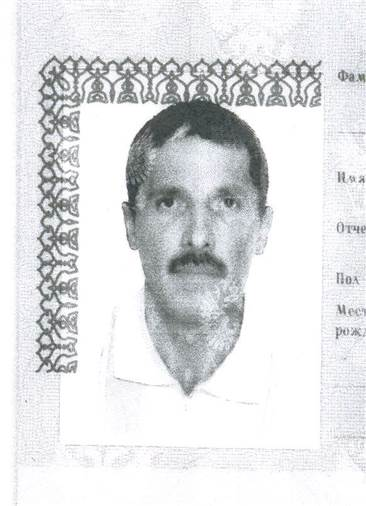 Фам
Имя
Отче
Пол
Мест
рожд